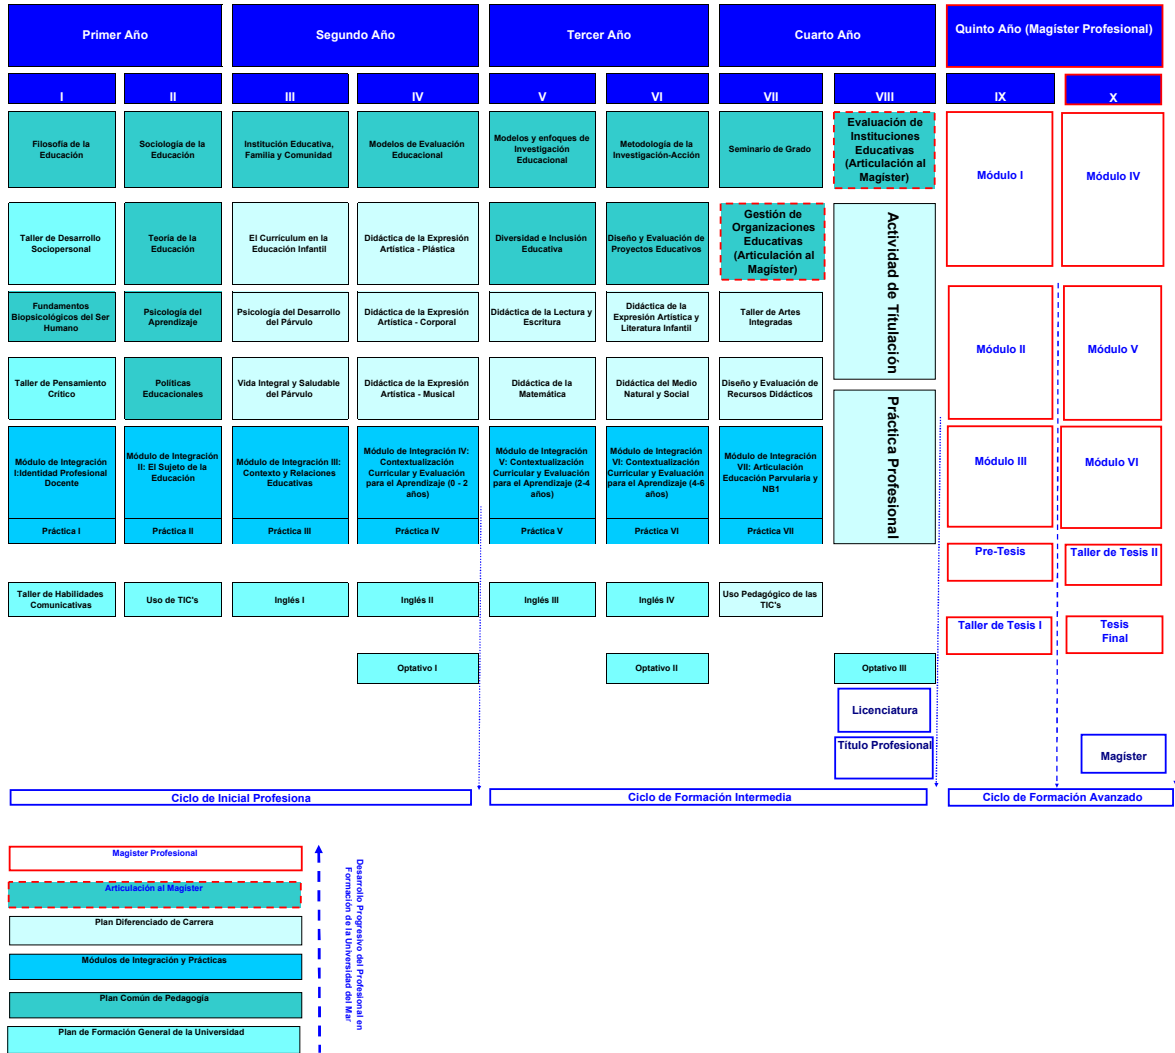 Primer Año
Segundo Año
Tercer Año
Cuarto Año
Quinto Año (Magíster Profesional)
I
II
III
IV
V
VI
VII
VIII
IX
X
Filosofía de la
Educación
Sociología de la
Educación
Institución Educativa,
Familia y Comunidad
Modelos de Evaluación
Educacional
Modelos y enfoques de
Investigación
Educacional
Metodología de la
Investigación-Acción
Seminario de Grado
Evaluación de
Instituciones
Educativas
(Articulación al
Magíster)
Módulo I
Módulo IV
Taller de Desarrollo
Sociopersonal
Teoría de la
Educación
El Currículum en la
Educación Infantil
Didáctica de la Expresión
Artística - Plástica
Diversidad e Inclusión
Educativa
Diseño y Evaluación de
Proyectos Educativos
Gestión de
Organizaciones
Educativas
(Articulación al
Magíster)
Actividad de Titulación
Fundamentos
Biopsicológicos del Ser
Humano
Psicología del
Aprendizaje
Psicología del Desarrollo
del Párvulo
Didáctica de la Expresión
Artística - Corporal
Didáctica de la Lectura y
Escritura
Didáctica de la
Expresión Artística y
Literatura Infantil
Taller de Artes
Integradas
Módulo II
Módulo V
Taller de Pensamiento
Crítico
Políticas
Educacionales
Vida Integral y Saludable
del Párvulo
Didáctica de la Expresión
Artística - Musical
Didáctica de la
Matemática
Didáctica del Medio
Natural y Social
Diseño y Evaluación de
Recursos Didácticos
Práctica Profesional
Módulo de Integración
I:Identidad Profesional
Docente
Módulo de Integración
II: El Sujeto de la
Educación
Módulo de Integración III:
Contexto y Relaciones
Educativas
Módulo de Integración IV:
Contextualización
Curricular y Evaluación
para el Aprendizaje (0 - 2
años)
Módulo de Integración
V: Contextualización
Curricular y Evaluación
para el Aprendizaje (2-4
años)
Módulo de Integración
VI: Contextualización
Curricular y Evaluación
para el Aprendizaje (4-6
años)
Módulo de Integración
VII: Articulación
Educación Parvularia y
NB1
Módulo III
Módulo VI
Práctica I
Práctica II
Práctica III
Práctica IV
Práctica V
Práctica VI
Práctica VII
Pre-Tesis
Taller de Tesis II
Taller de Habilidades
Comunicativas
Uso de TIC's
Inglés I
Inglés II
Inglés III
Inglés IV
Uso Pedagógico de las
TIC's
Taller de Tesis I
Tesis
Final
Optativo I
Optativo II
Optativo III
Licenciatura
Título Profesional
Magíster
Ciclo de Inicial Profesiona
Ciclo de Formación Intermedia
Ciclo de Formación Avanzado
Magister Profesional
Articulación al Magíster
Plan Diferenciado de Carrera
Módulos de Integración y Prácticas
Plan Común de Pedagogía
Plan de Formación General de la Universidad
Desarrollo Progresivo del Profesional en
Formación de la Universidad del Mar